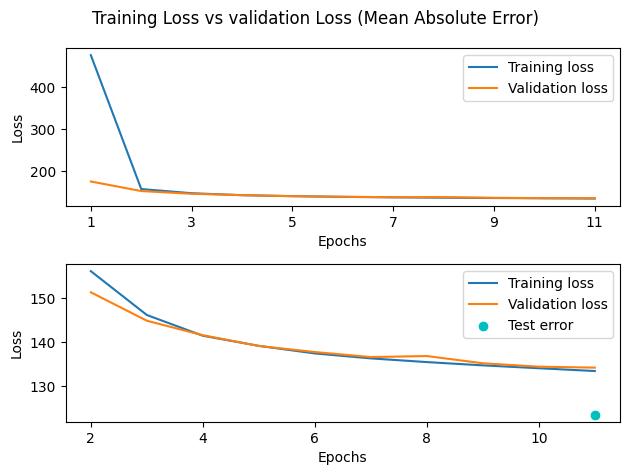 Training Loss vs validation Loss (Mean Absolute Error)
Training loss
Validation loss
400
300
200
Loss
1 3 5 7 9 11
Epochs
Training loss
Validation loss
Test error
150
140
130
Loss
2 4 6 8 10
Epochs